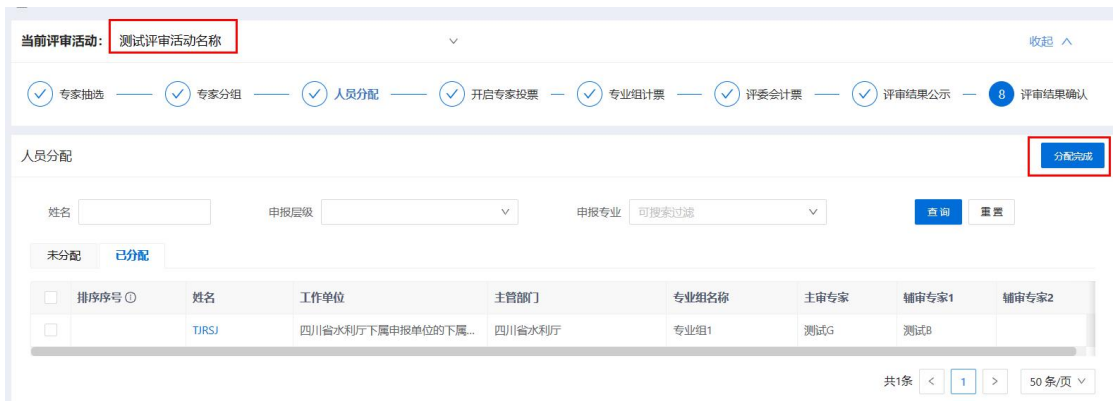 当前评审活动： 测试评审活动名称 收起
专家抽选 专家分组 人员分配 开启专家投票 专业组计票 评委会计票 评审结果公示 8 评审结果确认
人员分配 分配完成
姓名 申报层级 申报专业 可搜索过滤 查询 重置
未分配 已分配
排序序号 姓名 工作单位 主管部门 专业组名称 主审专家 辅审专家1 辅审专家2
TJRSJ 四川省水利厅下属申报单位的下属... 四川省水利厅 专业组1 测试G 测试B
共1条 < 1 > 50 条/页